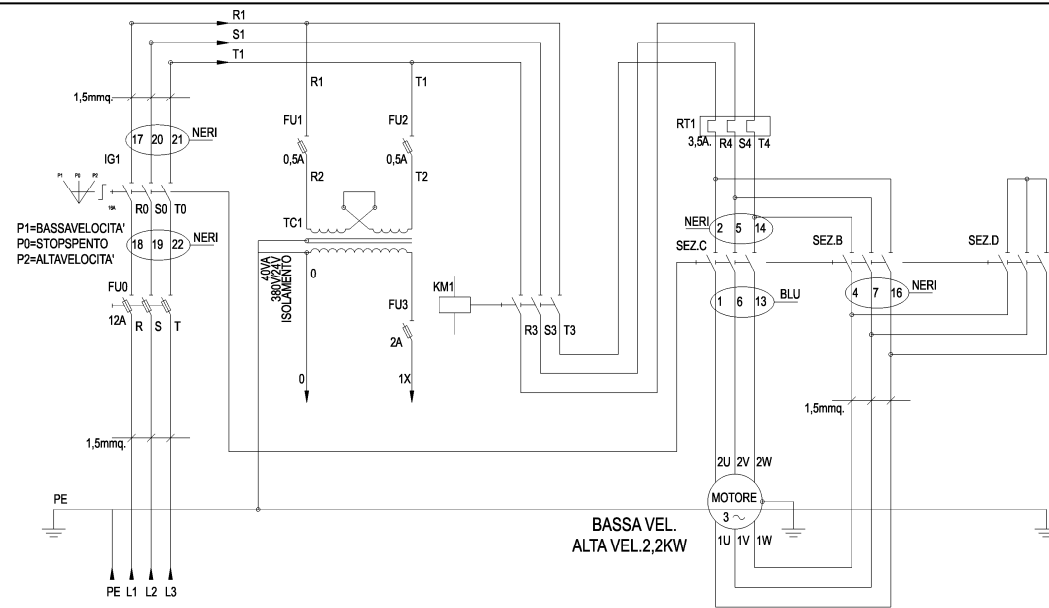 R1
S1
T1
R1
T1
1,5mmq.
FU1
FU2
RT1
3,5A.
R4 S4 T4
17 20 21
NERI
0,5A
0,5A
IG1
R2
T2
P1 P0 P2
16A
R0 S0 T0
TC1
P1=BASSAVELOCITA'
P0=STOPSPENTO
P2=ALTAVELOCITA'
18 19 22
NERI
NERI
2 5 14
SEZ.C
SEZ.B
SEZ.D
40VA
380V/24V
ISOLAMENTO
0
FU0
12A
R S T
FU3
2A
KM1
R3 S3 T3
1 6 13
BLU
4 7 16
NERI
0
1X
1,5mmq.
1,5mmq.
2U 2V 2W
PE
MOTORE
3 ~
BASSA VEL.
ALTA VEL.2,2KW
1U 1V 1W
PE L1 L2 L3